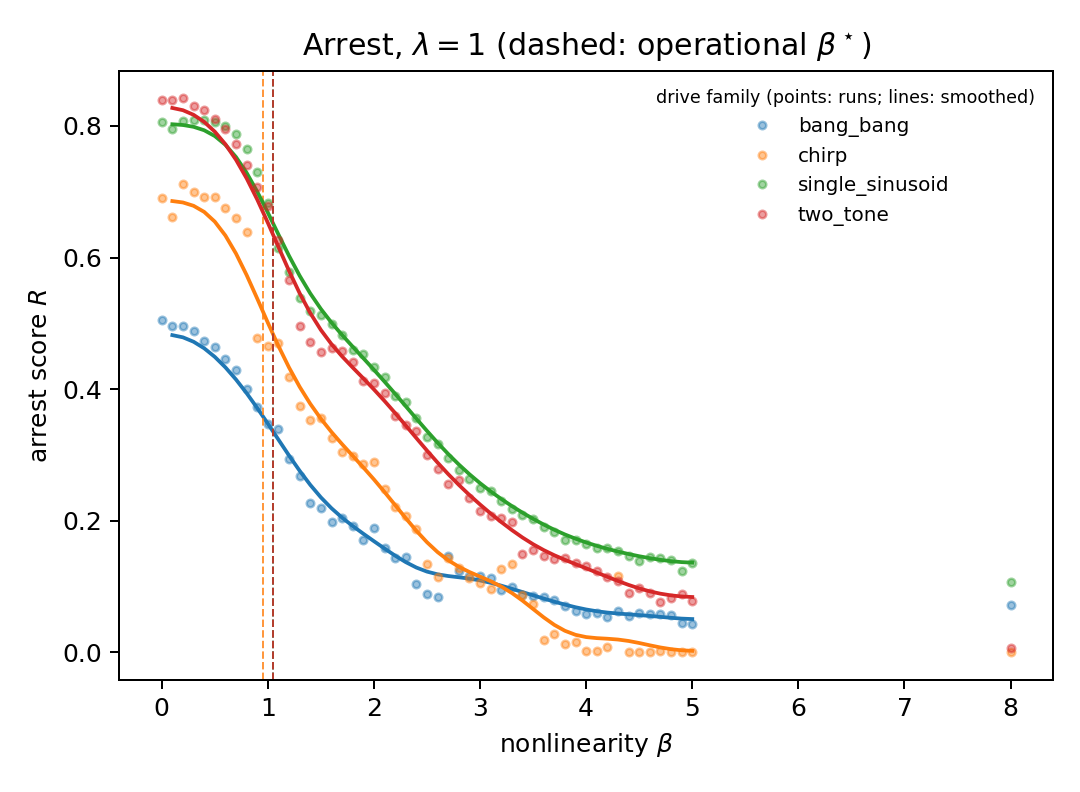 Arrest, λ = 1 (dashed: operational β⋆)
drive family (points: runs; lines: smoothed)
bang_bang
chirp
single_sinusoid
two_tone
arrest score R
0.8
0.6
0.4
0.2
0.0
0 1 2 3 4 5 6 7 8
nonlinearity β